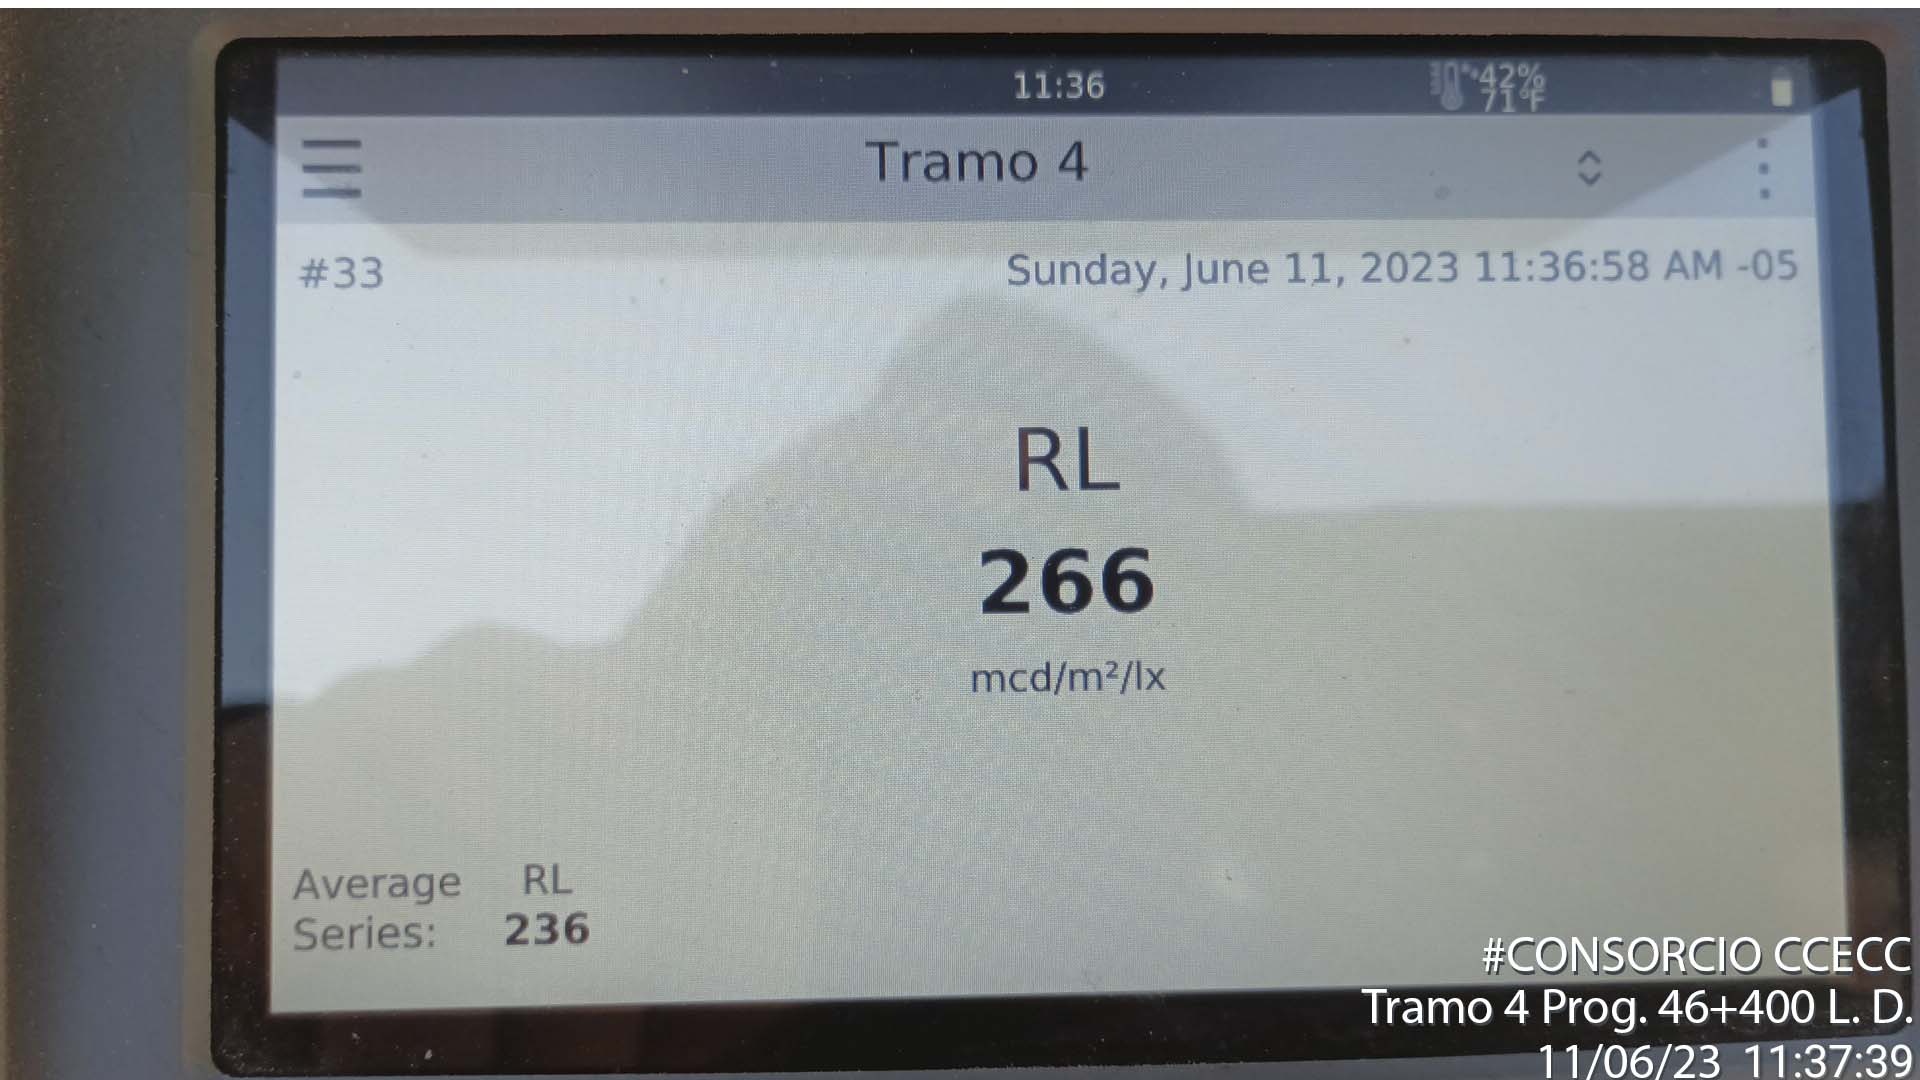 11:36
42%
71°F
Tramo 4
#33
Sunday, June 11, 2023 11:36:58 AM -05
RL
266
mcd/m²/lx
Average RL
Series: 236
#CONSORCIO CCECC
Tramo 4 Prog. 46+400 L. D.
11/06/23 11:37:39